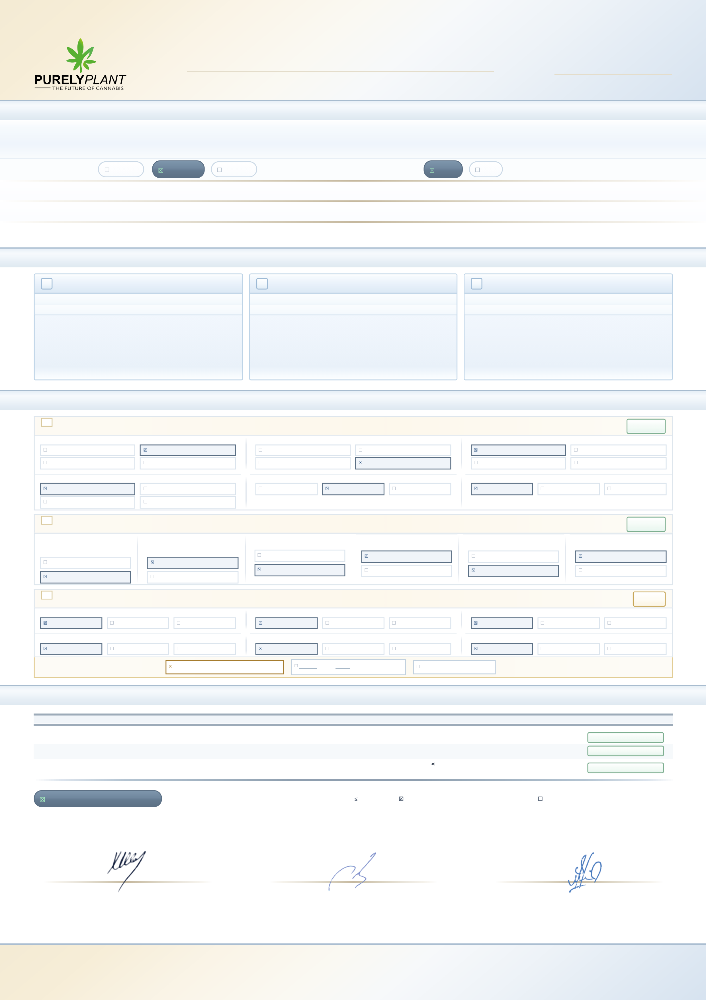 PURELYPLANT
THE FUTURE OF CANNABIS
≤
≤